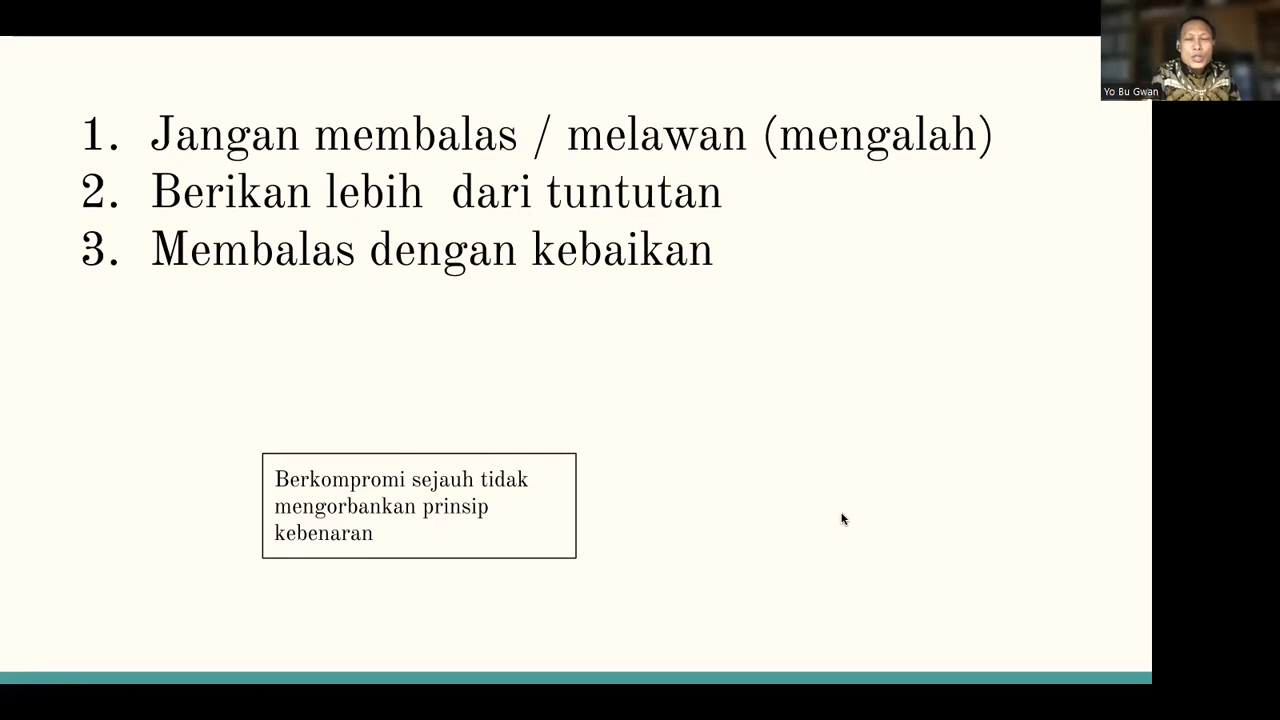 1. Jangan membalas / melawan (mengalah)
2. Berikan lebih  dari tuntutan
3. Membalas dengan kebaikan
Berkompromi sejauh tidak
mengorbankan prinsip
kebenaran
Yo Bu Gwan